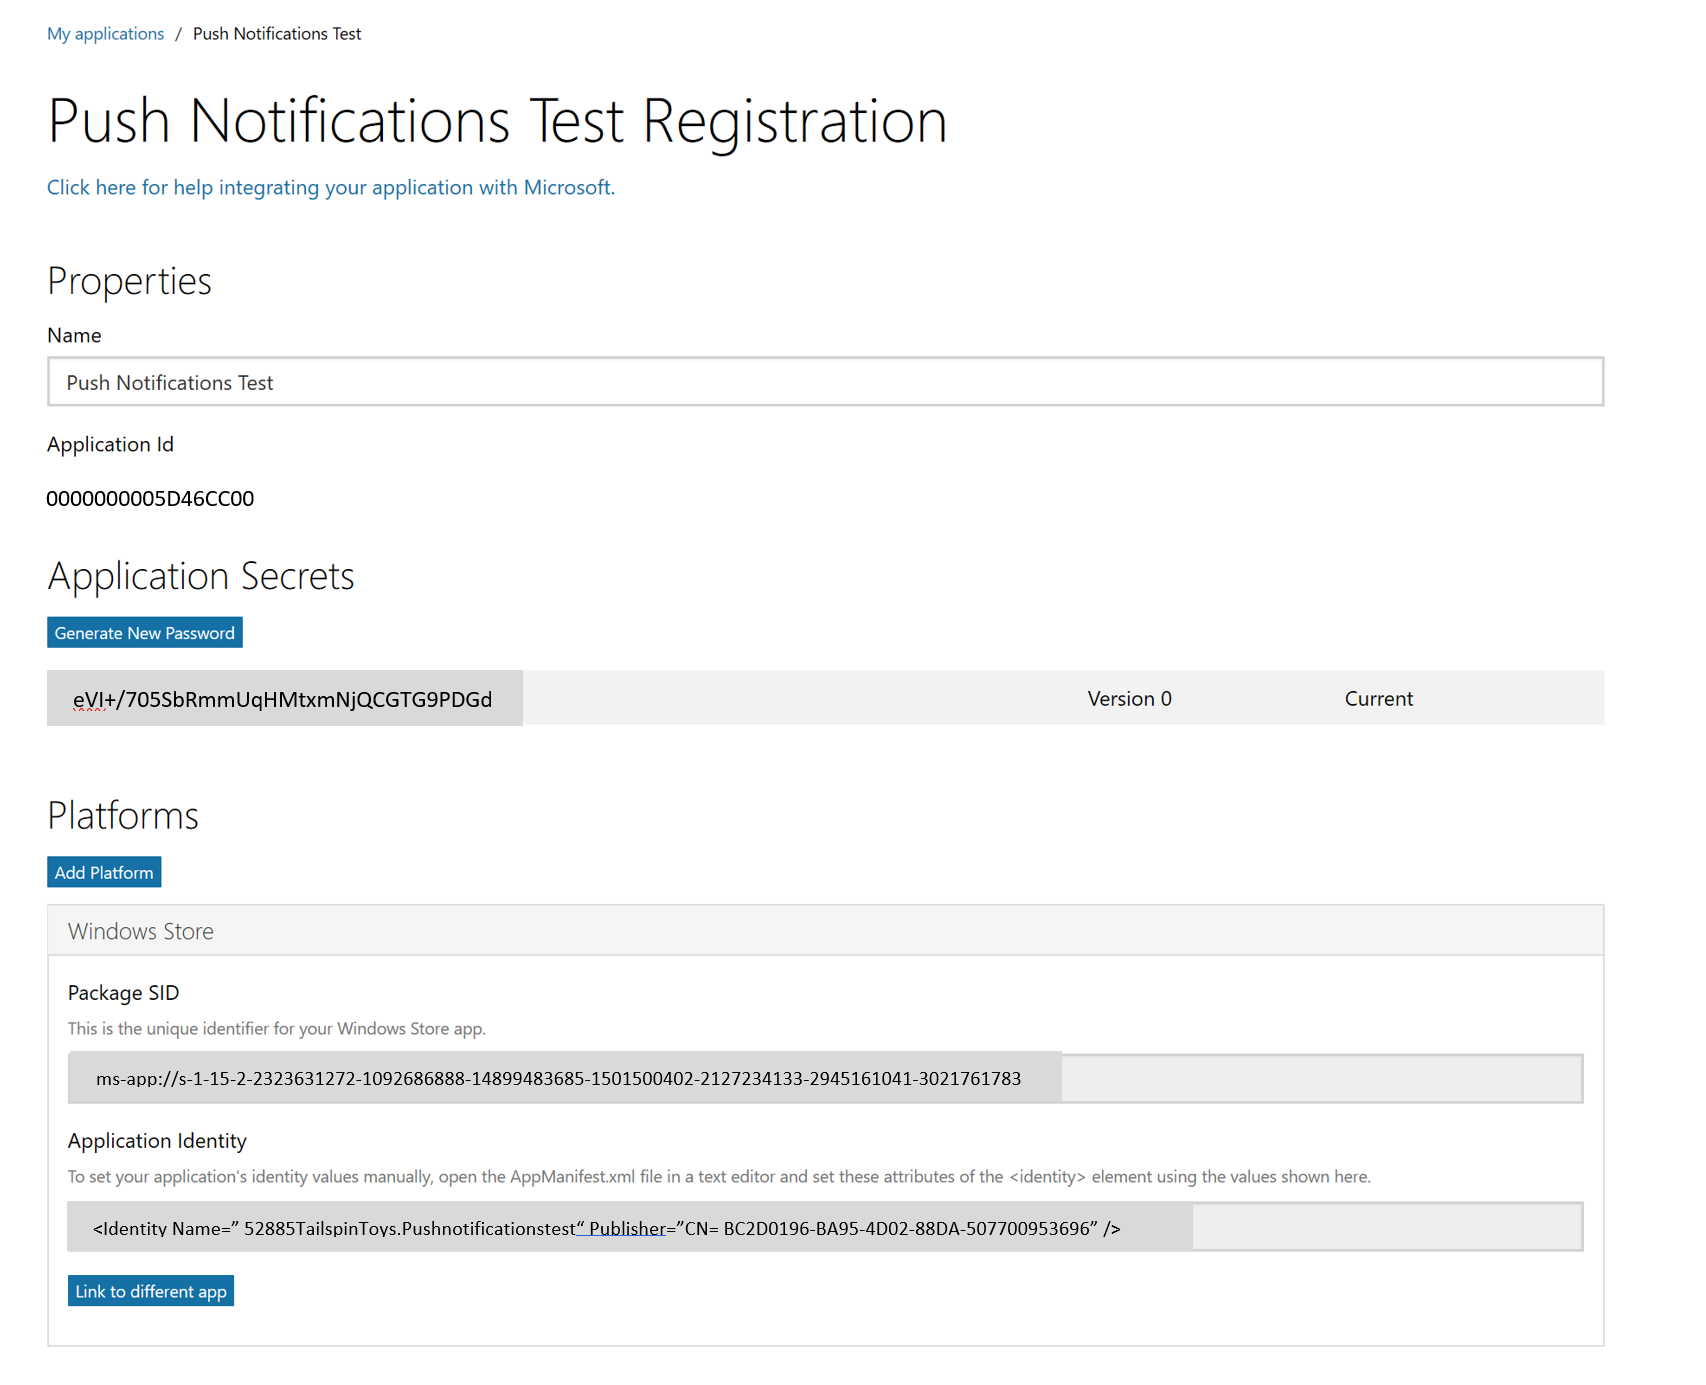 My applications / Push Notifications Test
Push Notifications Test Registration
Click here for help integrating your application with Microsoft.
Properties
Name
Push Notifications Test
Application Id
0000000005D46CC00
Application Secrets
Generate New Password
eVI+/705SbRmmUqHMtxmNjQCGTG9PDGd Version 0 Current
Platforms
Add Platform
Windows Store
Package SID
This is the unique identifier for your Windows Store app.
ms-app://s-1-15-2-2323631272-1092686888-14899483685-1501500402-2127234133-2945161041-3021761783
Application Identity
To set your application's identity values manually, open the AppManifest.xml file in a text editor and set these attributes of the <identity> element using the values shown here.
<Identity Name=” 52885TailspinToys.Pushnotificationstest“ Publisher=”CN= BC2D0196-BA95-4D02-88DA-507700953696” />
Link to different app